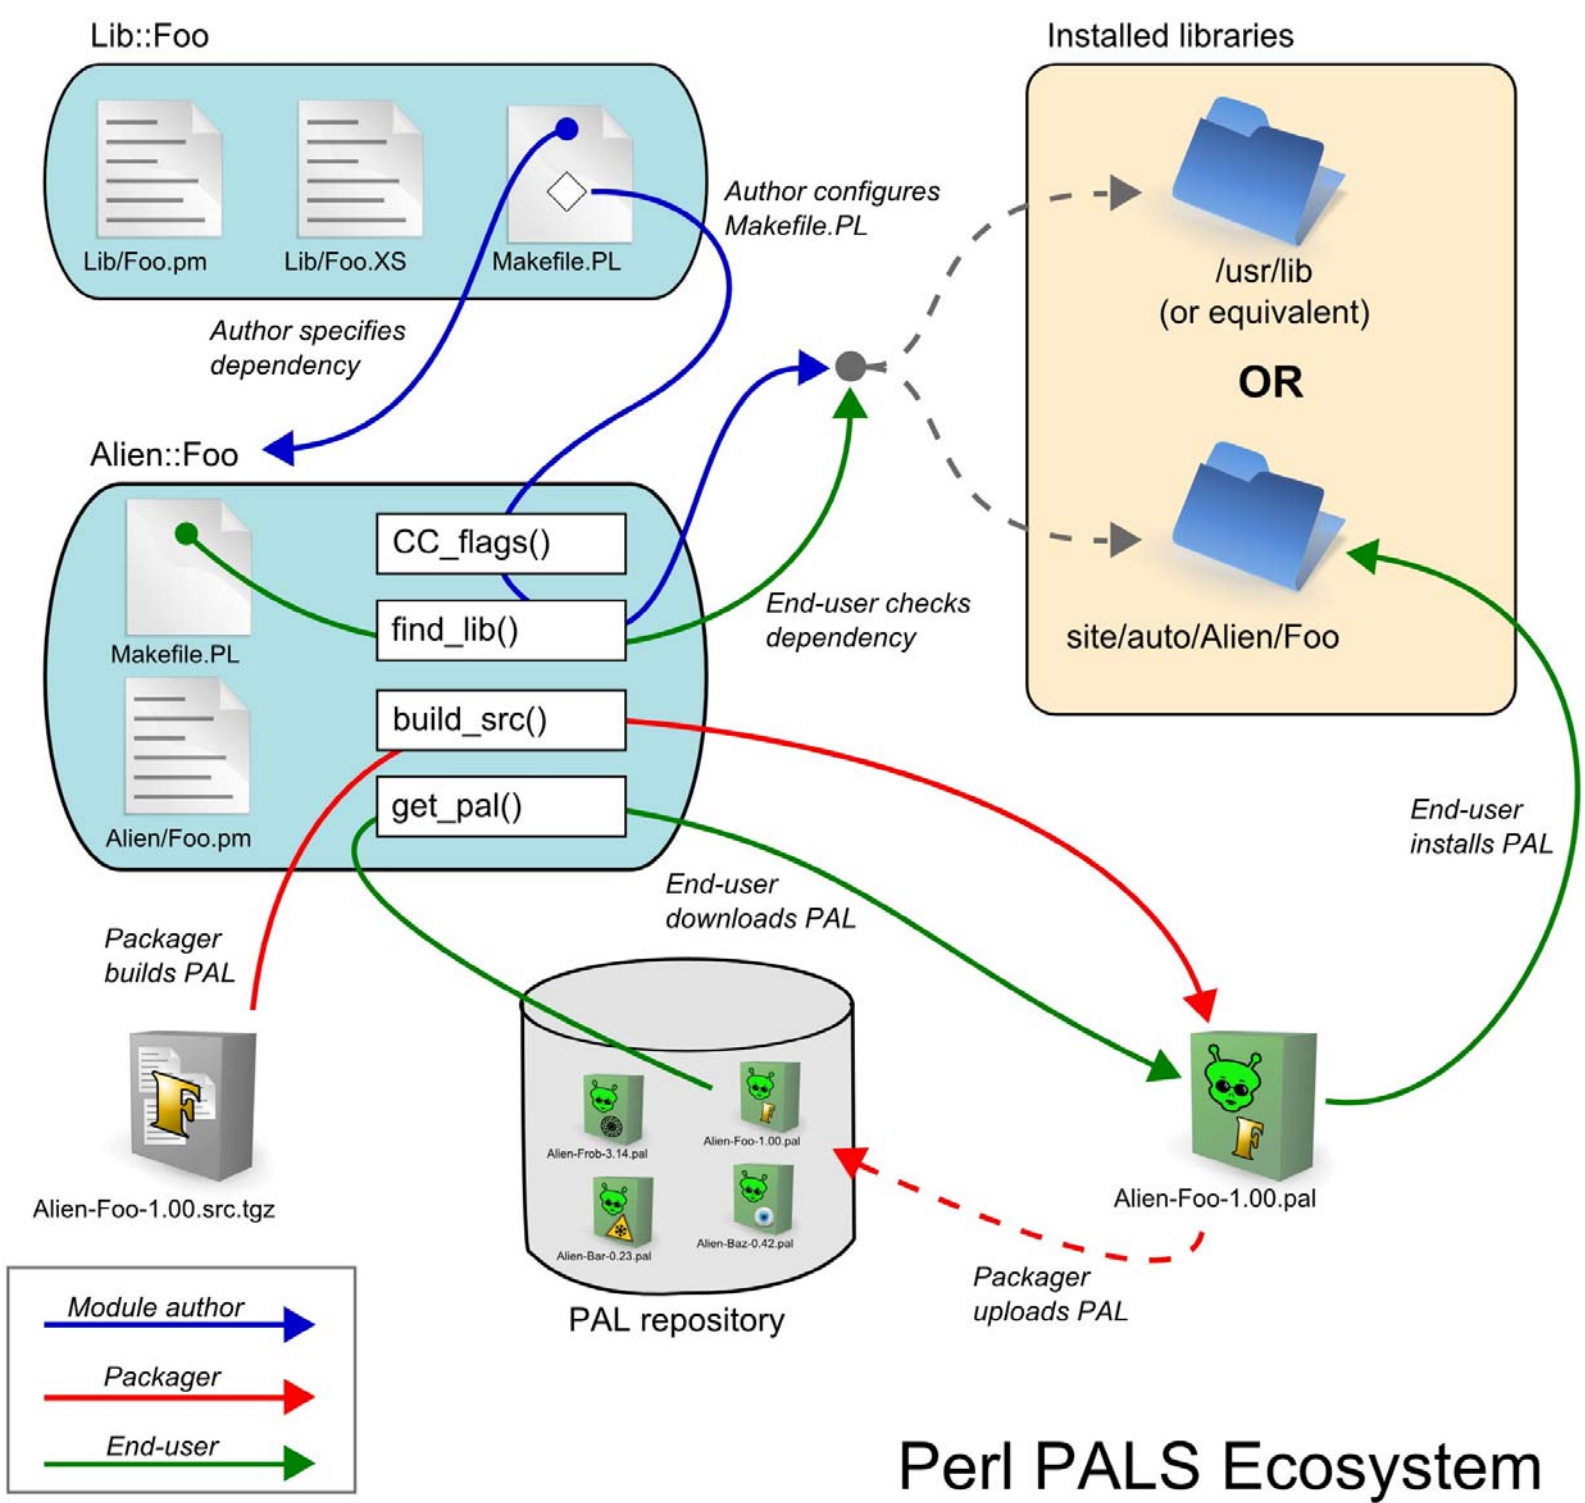 Lib::Foo
Lib/Foo.pm
Lib/Foo.XS
Makefile.PL
Author configures
Makefile.PL
Author specifies
dependency
Installed libraries
/usr/lib
(or equivalent)
OR
site/auto/Alien/Foo
Alien::Foo
Makefile.PL
Alien/Foo.pm
CC_flags()
find_lib()
build_src()
get_pal()
End-user checks
dependency
End-user
installs PAL
End-user
downloads PAL
Packager
builds PAL
F
Alien-Foo-1.00.src.tgz
Alien-Frob-3.14.pal
F
Alien-Foo-1.00.pal
Alien-Bar-0.23.pal
Alien-Baz-0.42.pal
PAL repository
F
Alien-Foo-1.00.pal
Packager
uploads PAL
Module author
Packager
End-user
Perl PALS Ecosystem